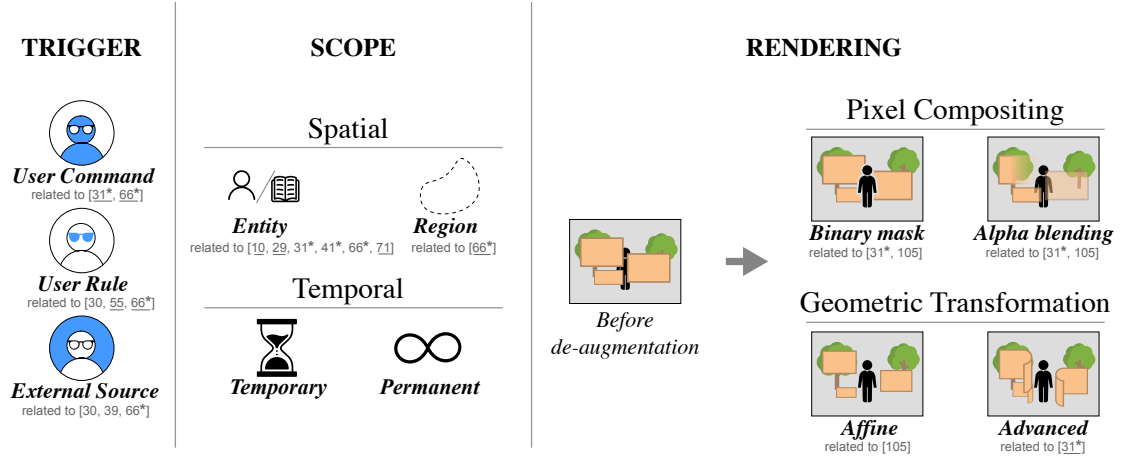 TRIGGER
User Command
related to [31*, 66*]
User Rule
related to [30, 55, 66*]
External Source
related to [30, 39, 66*]
SCOPE
Spatial
Entity
related to [10, 29, 31*, 41*, 66*, 71]
Region
related to [66*]
Temporal
Temporary
Permanent
RENDERING
Before
de-augmentation
Pixel Compositing
Binary mask
related to [31*, 105]
Alpha blending
related to [31*, 105]
Geometric Transformation
Affine
related to [105]
Advanced
related to [31*]